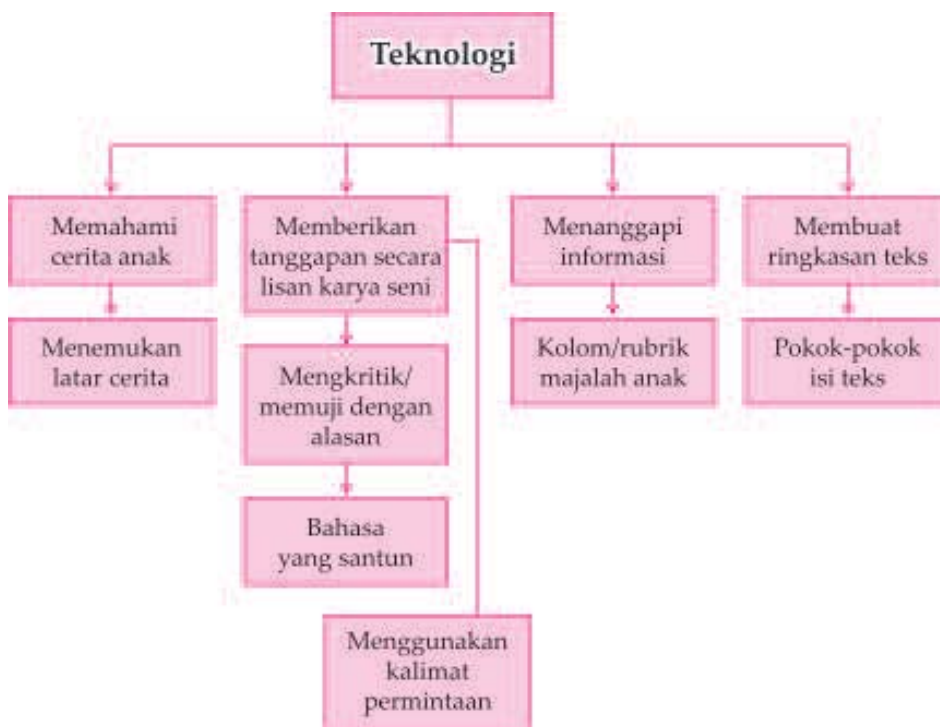 Teknologi
Memahami
cerita anak
Memberikan
tanggapan secara
lisan karya seni
Menanggapi
informasi
Membuat
ringkasan teks
Menemukan
latar cerita
Mengkritik/
memuji dengan
alasan
Kolom/rubrik
majalah anak
Pokok-pokok
isi teks
Bahasa
yang santun
Menggunakan
kalimat
permintaan